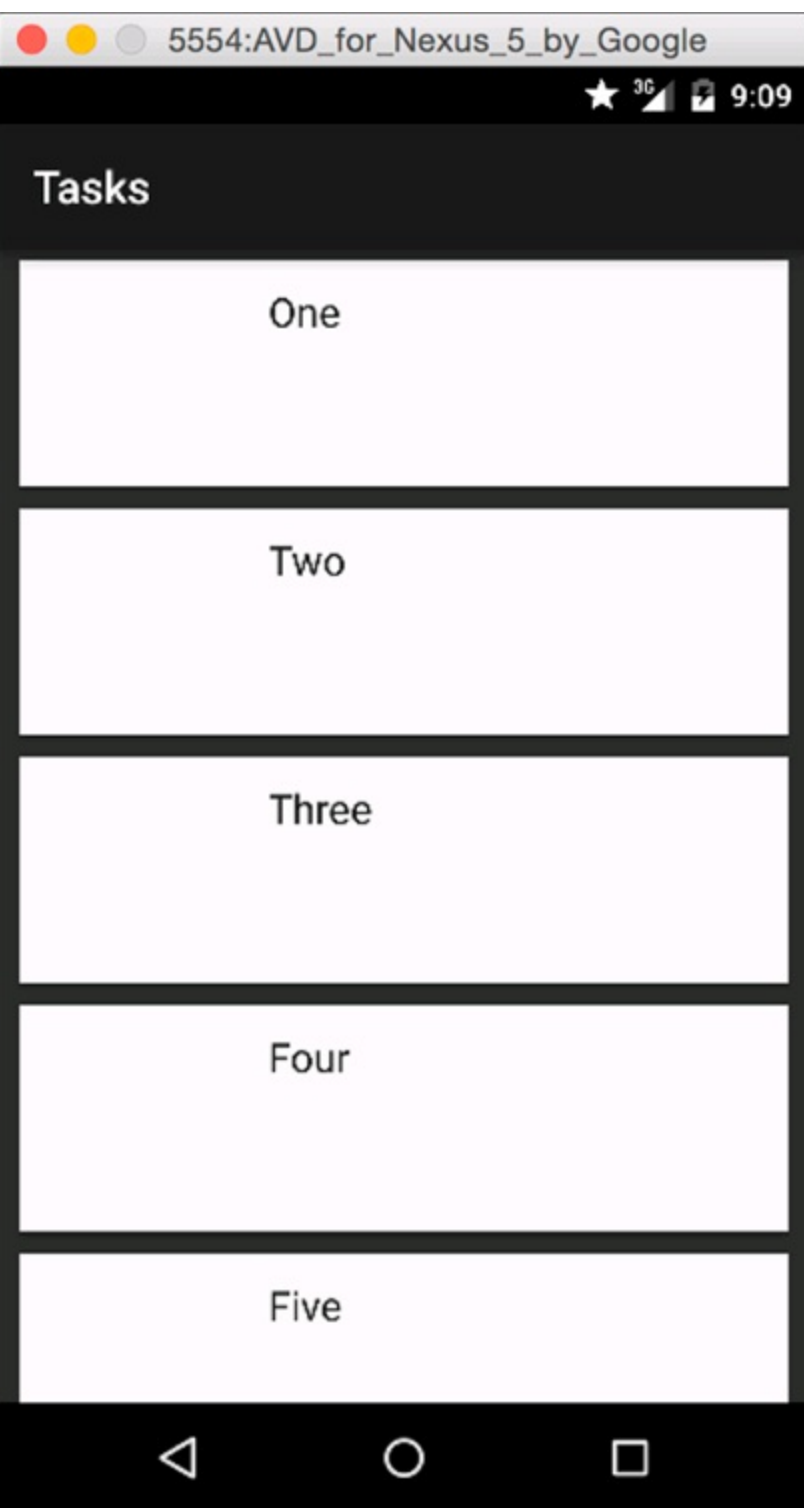 5554:AVD_for_Nexus_5_by_Google
3G 9:09
Tasks
One
Two
Three
Four
Five